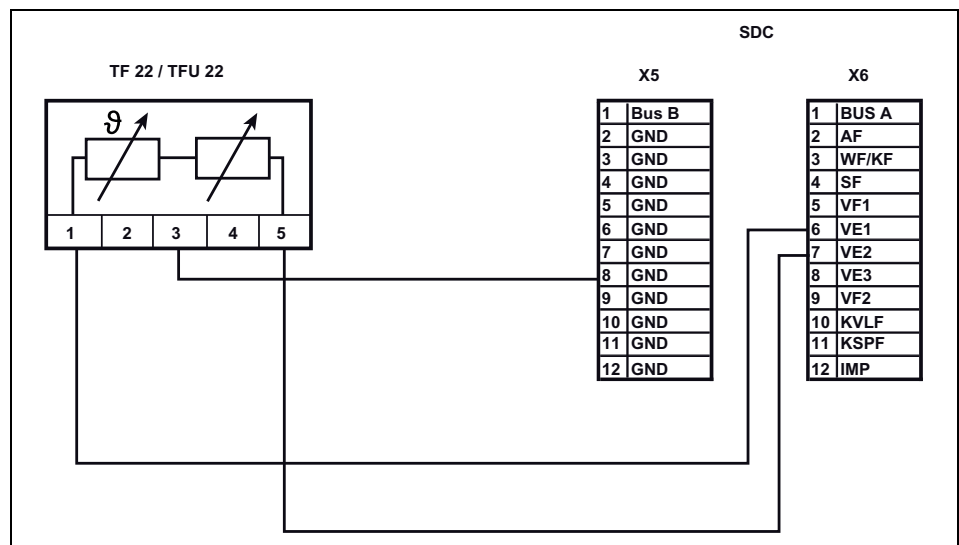 SDC
TF 22 / TFU 22
X5
X6
ϑ
1 2 3 4 5
1 Bus B
2 GND
3 GND
4 GND
5 GND
6 GND
7 GND
8 GND
9 GND
10 GND
11 GND
12 GND
1 BUS A
2 AF
3 WF/KF
4 SF
5 VF1
6 VE1
7 VE2
8 VE3
9 VF2
10 KVLF
11 KSPF
12 IMP